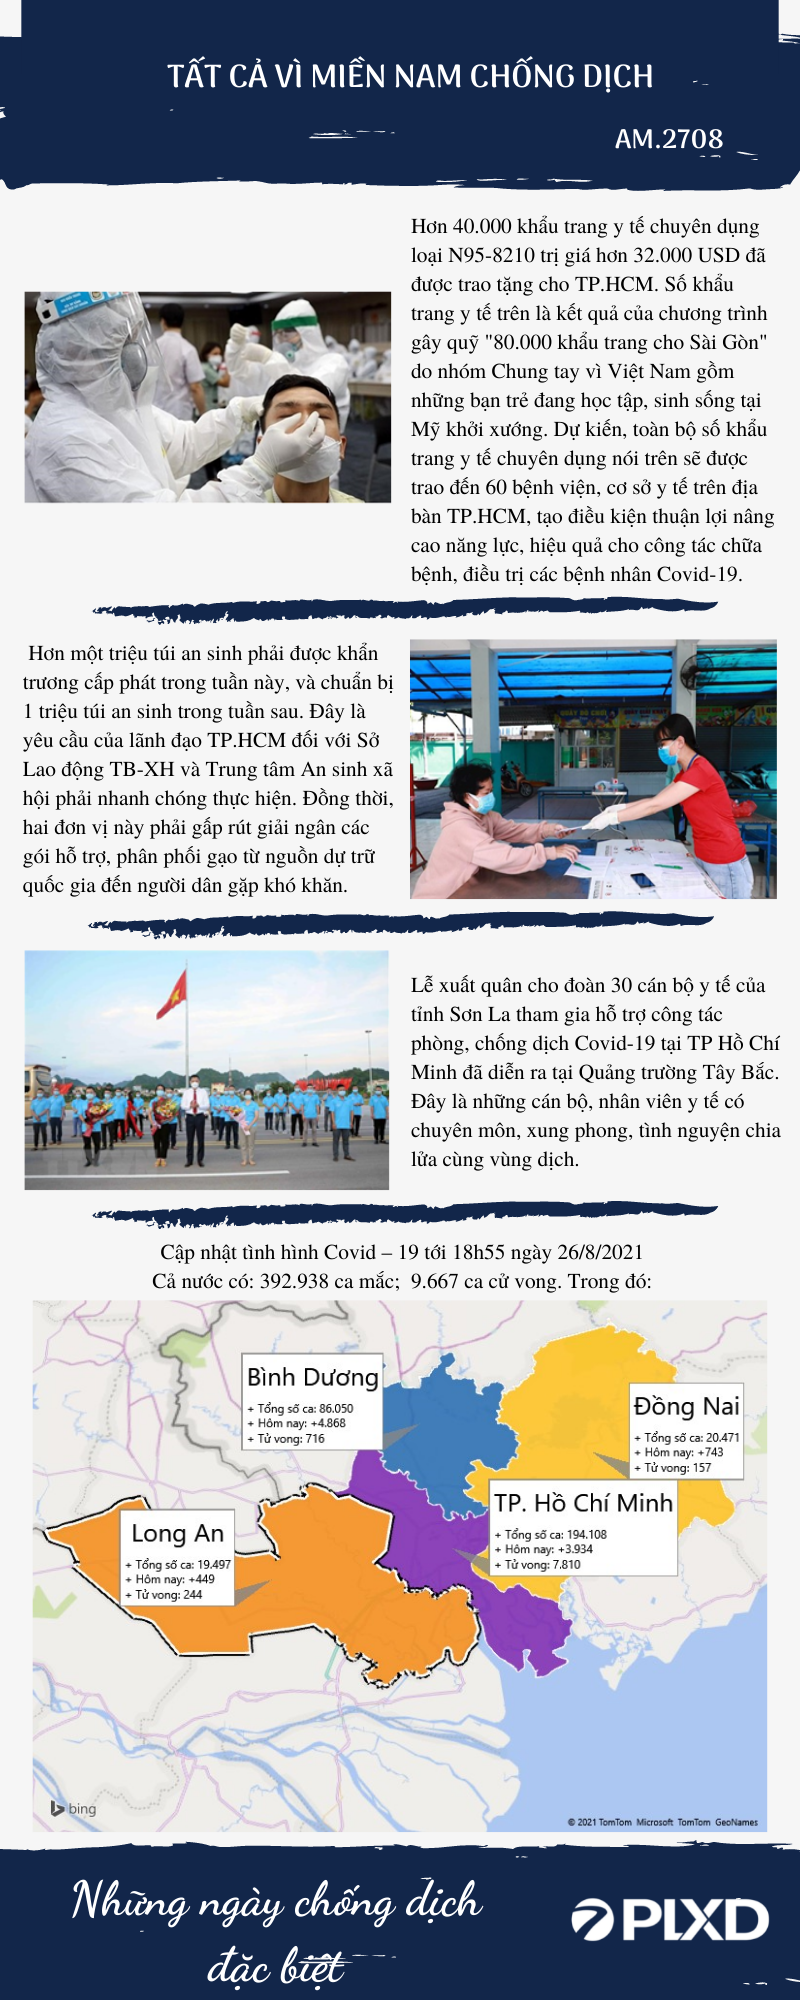 TẤT CẢ VÌ MIỀN NAM CHỐNG DỊCH
AM.2708
Hơn 40.000 khẩu trang y tế chuyên dụng
loại N95-8210 trị giá hơn 32.000 USD đã
được trao tặng cho TP.HCM. Số khẩu
trang y tế trên là kết quả của chương trình
gây quỹ "80.000 khẩu trang cho Sài Gòn"
do nhóm Chung tay vì Việt Nam gồm
những bạn trẻ đang học tập, sinh sống tại
Mỹ khởi xướng. Dự kiến, toàn bộ số khẩu
trang y tế chuyên dụng nói trên sẽ được
trao đến 60 bệnh viện, cơ sở y tế trên địa
bàn TP.HCM, tạo điều kiện thuận lợi nâng
cao năng lực, hiệu quả cho công tác chữa
bệnh, điều trị các bệnh nhân Covid-19.
Hơn một triệu túi an sinh phải được khẩn
trương cấp phát trong tuần này, và chuẩn bị
1 triệu túi an sinh trong tuần sau. Đây là
yêu cầu của lãnh đạo TP.HCM đối với Sở
Lao động TB-XH và Trung tâm An sinh xã
hội phải nhanh chóng thực hiện. Đồng thời,
hai đơn vị này phải gấp rút giải ngân các
gói hỗ trợ, phân phối gạo từ nguồn dự trữ
quốc gia đến người dân gặp khó khăn.
Lễ xuất quân cho đoàn 30 cán bộ y tế của
tỉnh Sơn La tham gia hỗ trợ công tác
phòng, chống dịch Covid-19 tại TP Hồ Chí
Minh đã diễn ra tại Quảng trường Tây Bắc.
Đây là những cán bộ, nhân viên y tế có
chuyên môn, xung phong, tình nguyện chia
lửa cùng vùng dịch.
Cập nhật tình hình Covid – 19 tới 18h55 ngày 26/8/2021
Cả nước có: 392.938 ca mắc; 9.667 ca cử vong. Trong đó:
Bình Dương
+ Tổng số ca: 86.050
+ Hôm nay: +4.868
+ Tử vong: 716
Đồng Nai
+ Tổng số ca: 20.471
+ Hôm nay: +743
+ Tử vong: 157
TP. Hồ Chí Minh
+ Tổng số ca: 194.108
+ Hôm nay: +3.934
+ Tử vong: 7.810
Long An
+ Tổng số ca: 19.497
+ Hôm nay: +449
+ Tử vong: 244
bing
© 2021 TomTom Microsoft TomTom GeoNames
Những ngày chống dịch
đặc biệt
PLXD